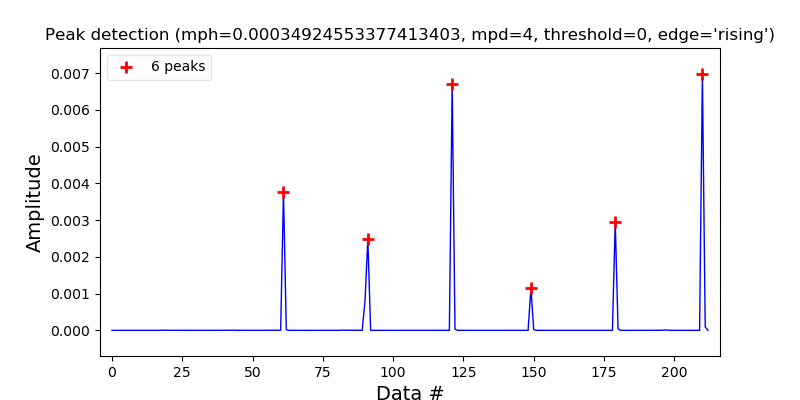 Peak detection (mph=0.00034924553377413403, mpd=4, threshold=0, edge='rising')
6 peaks
0.007
0.006
0.005
0.004
0.003
0.002
0.001
0.000
Amplitude
0 25 50 75 100 125 150 175 200
Data #